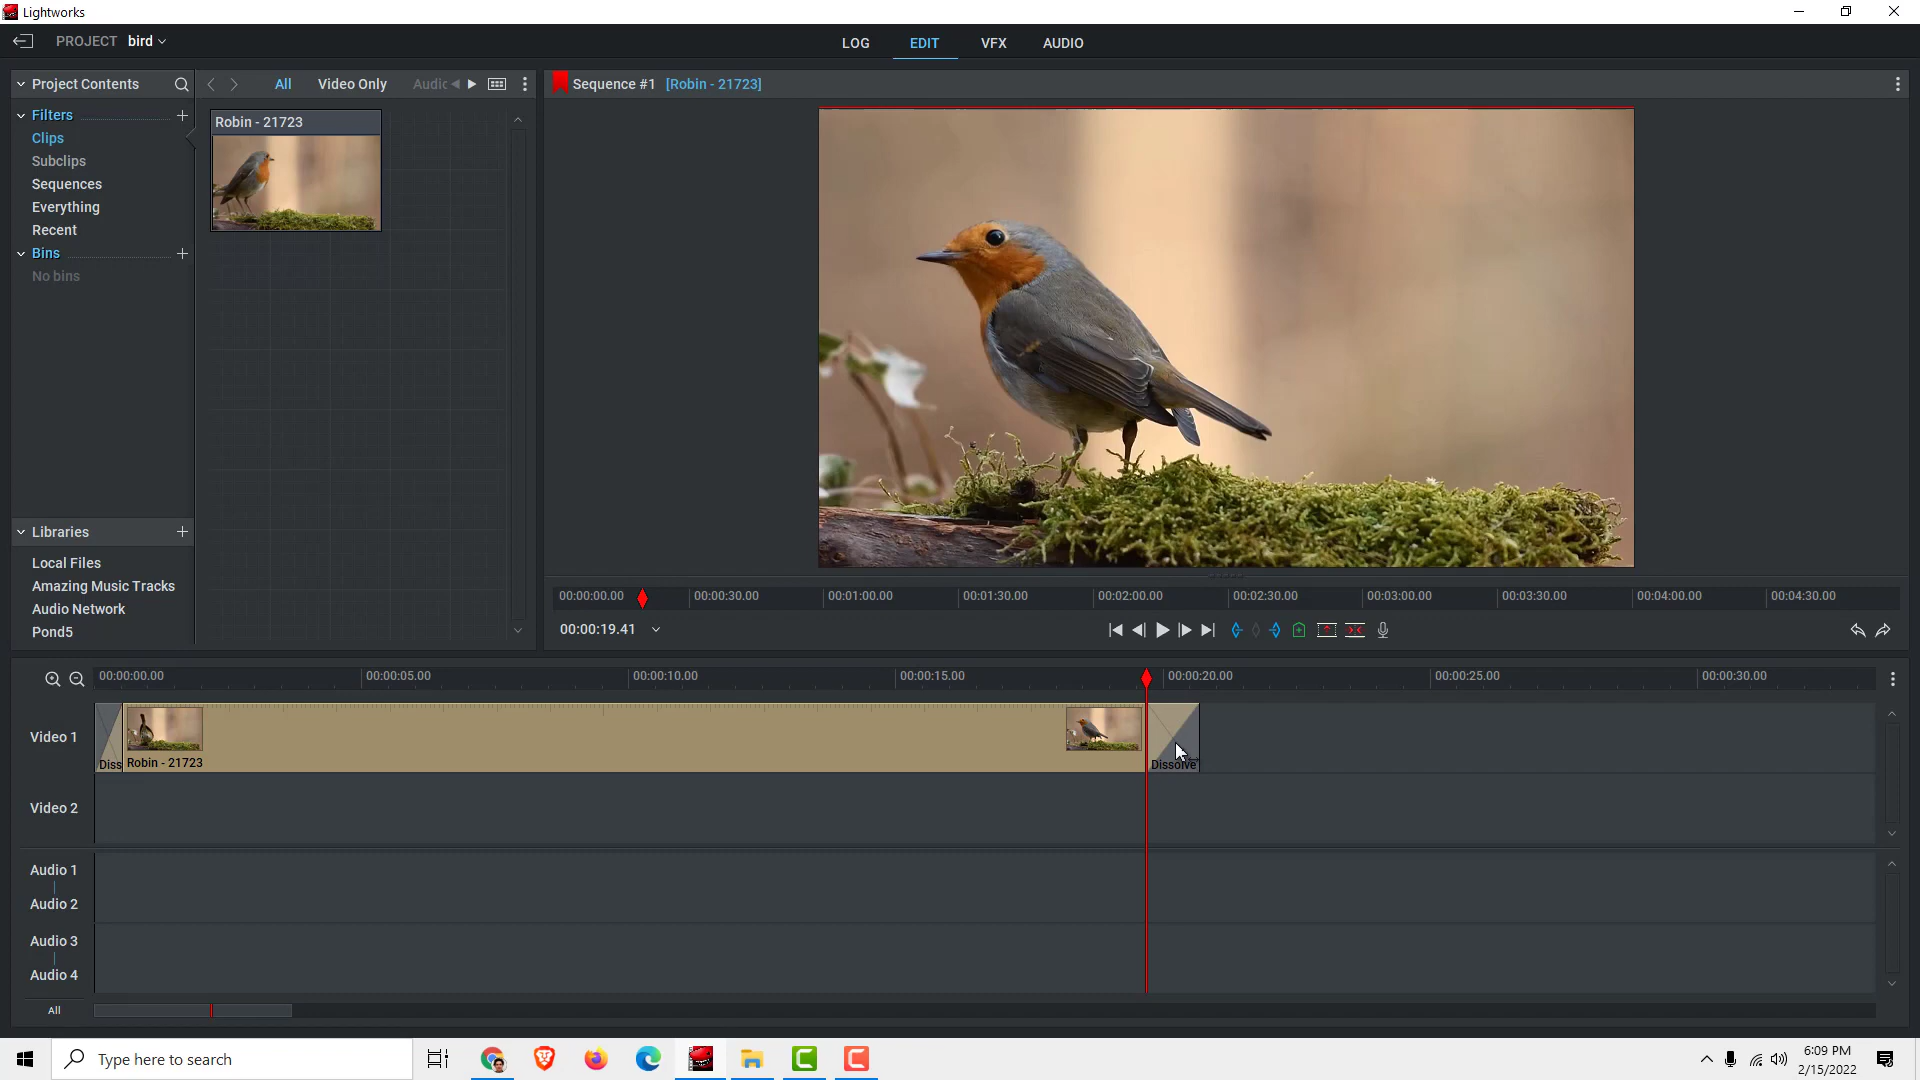 Lightworks
PROJECT bird
LOG EDIT VFX AUDIO
Project Contents
All Video Only Audic
Sequence #1 [Robin - 21723]
Filters
Clips
Subclips
Sequences
Everything
Recent
Bins
No bins
Robin - 21723
Libraries
Local Files
Amazing Music Tracks
Audio Network
Pond5
00:00:00.00 00:00:30.00 00:01:00.00 00:01:30.00 00:02:00.00 00:02:30.00 00:03:00.00 00:03:30.00 00:04:00.00 00:04:30.00
00:00:19.41
00:00:00.00 00:00:05.00 00:00:10.00 00:00:15.00 00:00:20.00 00:00:25.00 00:00:30.00
Video 1
Diss Robin - 21723 Dissolve
Video 2
Audio 1
Audio 2
Audio 3
Audio 4
All
Type here to search
6:09 PM
2/15/2022